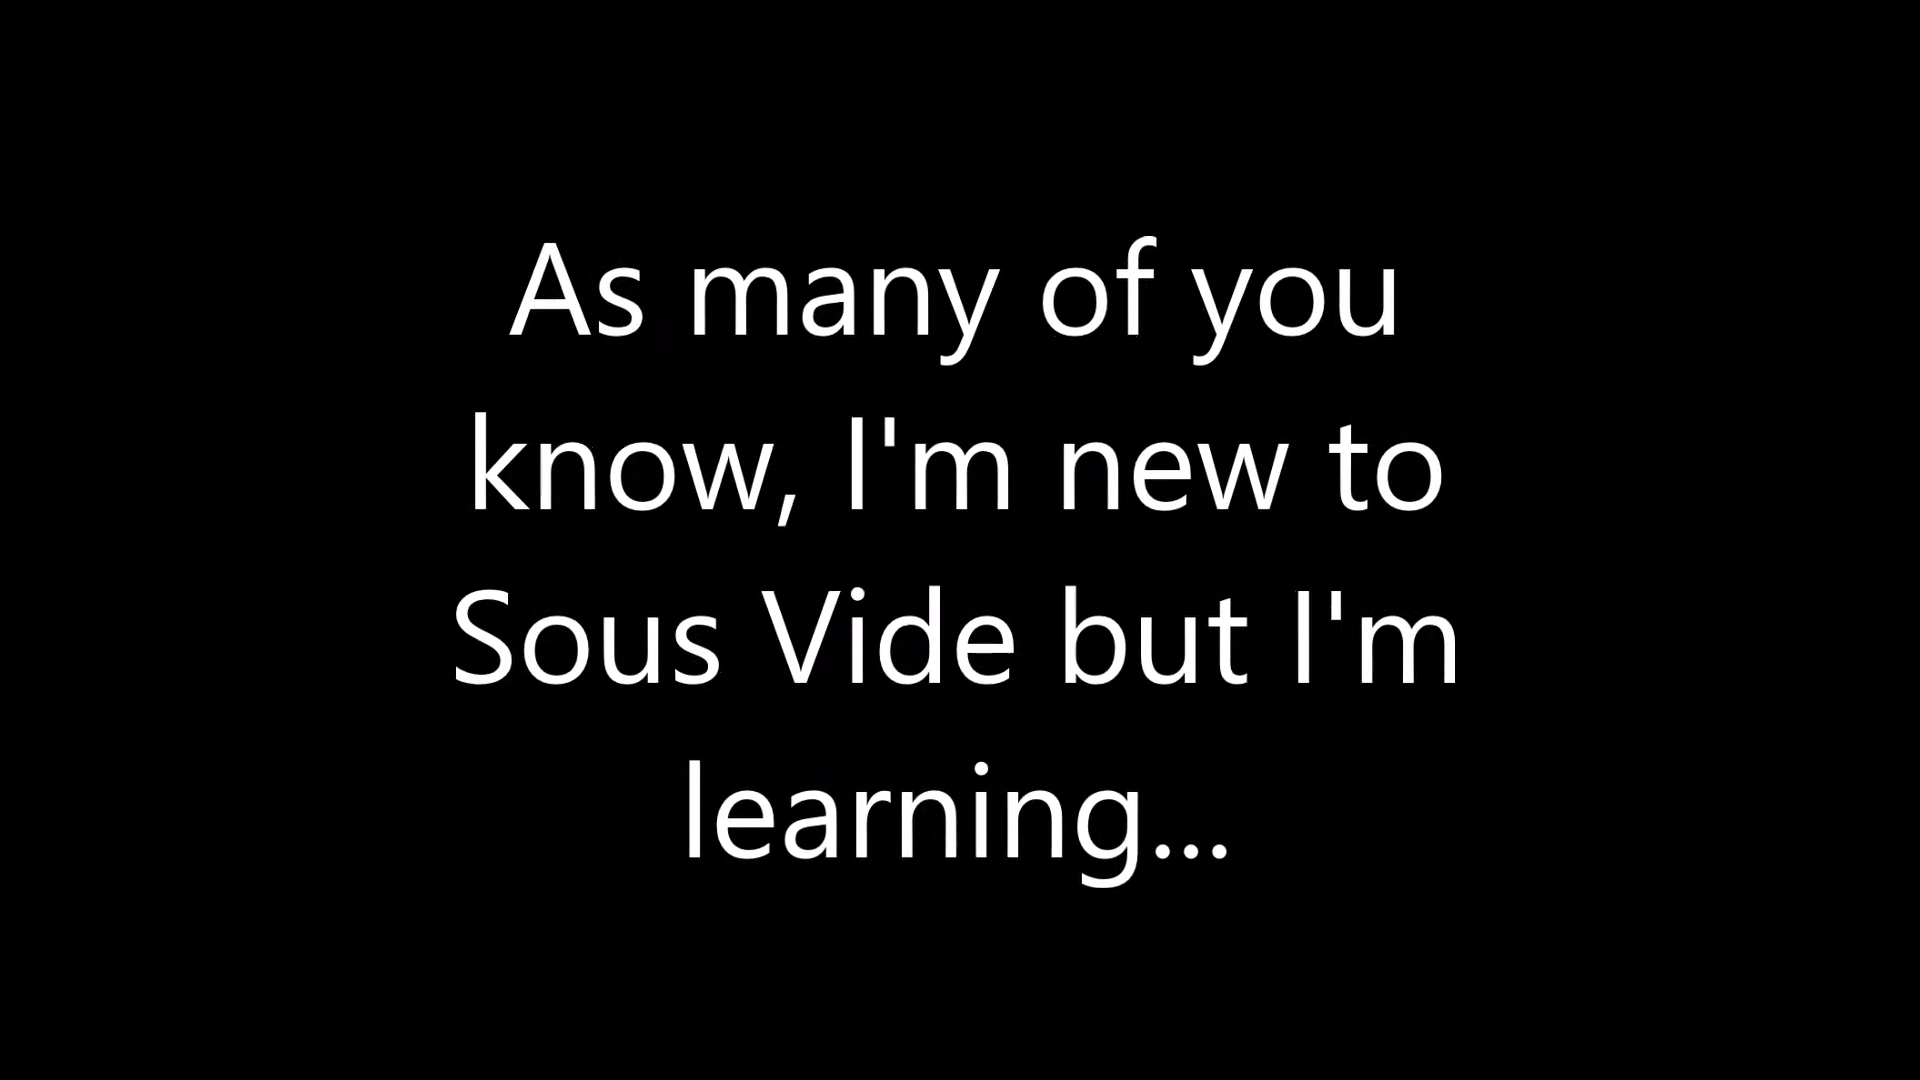 As many of you
know, I'm new to
Sous Vide but I'm
learning...